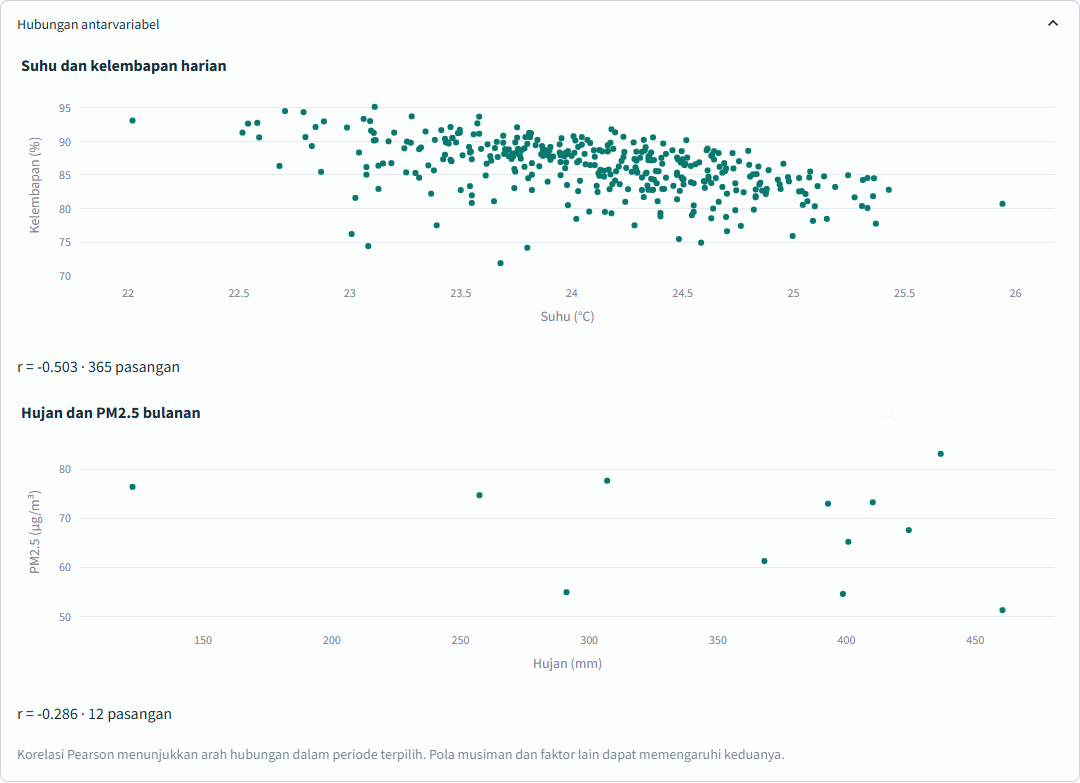 Hubungan antarvariabel
Suhu dan kelembapan harian
95
90
85
80
75
70
Kelembapan (%)
22
22.5
23
23.5
24
24.5
25
25.5
26
Suhu (°C)
r = -0.503 · 365 pasangan
Hujan dan PM2.5 bulanan
80
70
60
50
PM2.5 (µg/m³)
150
200
250
300
350
400
450
Hujan (mm)
r = -0.286 · 12 pasangan
Korelasi Pearson menunjukkan arah hubungan dalam periode terpilih. Pola musiman dan faktor lain dapat memengaruhi keduanya.